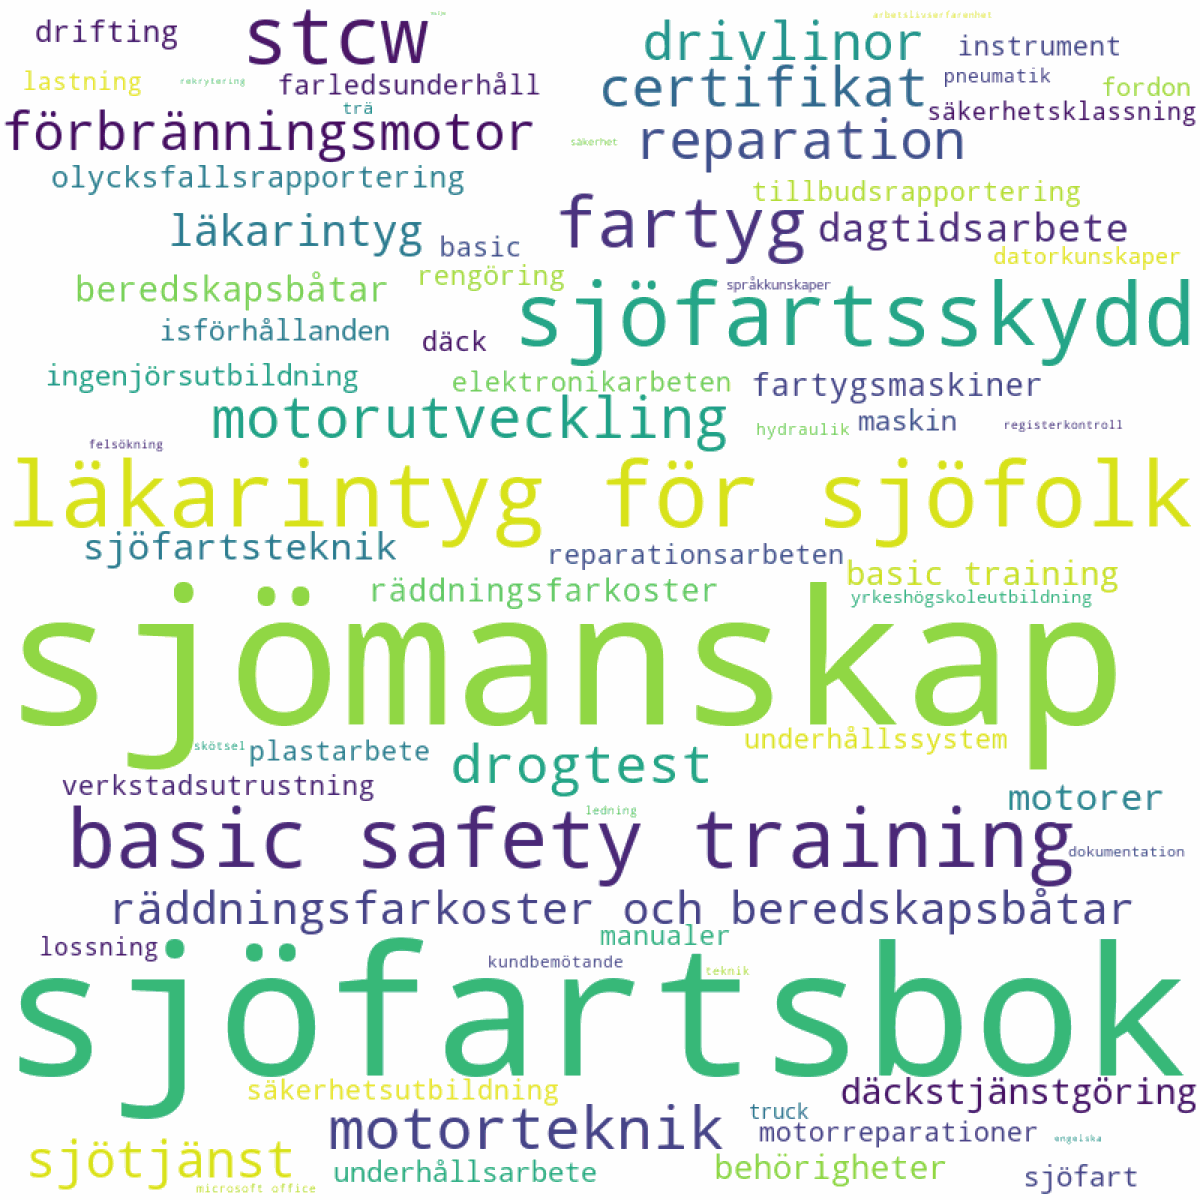 drifting
stcw
arbetslivserfarenhet
drivlinor
instrument
lastning
rekrytering
farledsunderhåll
certifikat
pneumatik
fordon
trä
säkerhetsklassning
förbränningsmotor
säkerhet
reparation
olycksfallsrapportering
tillbudsrapportering
läkarintyg
basic
fartyg
dagtidsarbete
datorkunskaper
beredskapsbåtar
rengöring
språkkunskaper
sjöfartsskydd
isförhållanden
däck
ingenjörsutbildning
elektronikarbeten
fartygsmaskiner
motorutveckling
hydraulik
maskin
registerkontroll
felsökning
läkarintyg för sjöfolk
sjöfartsteknik
reparationsarbeten
basic training
räddningsfarkoster
yrkeshögskoleutbildning
sjömanskap
skötsel
plastarbete
drogtest
underhållssystem
verkstadsutrustning
motorer
ledning
basic safety training
dokumentation
räddningsfarkoster och beredskapsbåtar
lossning
manualer
kundbemötande
teknik
sjöfartsbok
säkerhetsutbildning
däckstjänstgöring
motorteknik
truck
motorreparationer
engelska
sjötjänst
underhållsarbete
behörigheter
sjöfart
microsoft office